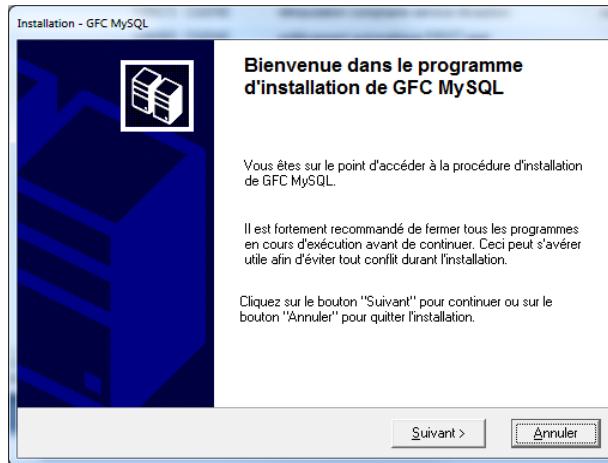 Installation - GFC MySQL
Bienvenue dans le programme
d'installation de GFC MySQL
Vous êtes sur le point d'accéder à la procédure d'installation
de GFC MySQL.
Il est fortement recommandé de fermer tous les programmes
en cours d'exécution avant de continuer. Ceci peut s'avérer
utile afin d'éviter tout conflit durant l'installation.
Cliquez sur le bouton "Suivant" pour continuer ou sur le
bouton "Annuler" pour quitter l'installation.
Suivant > Annuler